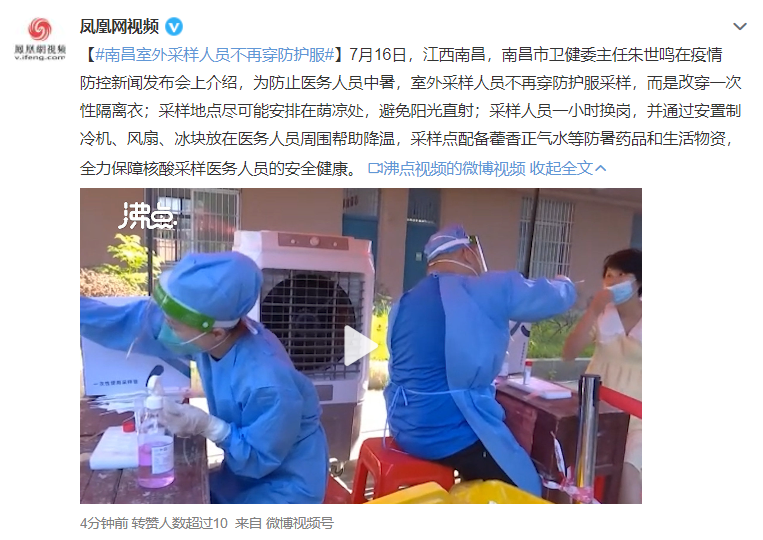 鳳凰網视频
v.ifeng.com
凤凰网视频
【#南昌室外采样人员不再穿防护服#】7月16日，江西南昌，南昌市卫健委主任朱世鸣在疫情
防控新闻发布会上介绍，为防止医务人员中暑，室外采样人员不再穿防护服采样，而是改穿一次
性隔离衣；采样地点尽可能安排在荫凉处，避免阳光直射；采样人员一小时换岗，并通过安置制
冷机、风扇、冰块放在医务人员周围帮助降温，采样点配备藿香正气水等防暑药品和生活物资，
全力保障核酸采样医务人员的安全健康。 沸点视频的微博视频 收起全文
沸点
一次性使用采样器
4分钟前 转赞人数超过10 来自 微博视频号